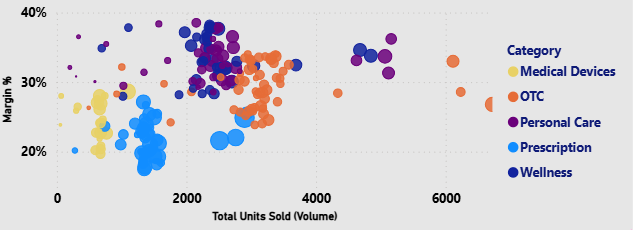 40%
30%
20%
Margin %
0
2000
4000
6000
Total Units Sold (Volume)
Category
Medical Devices
OTC
Personal Care
Prescription
Wellness